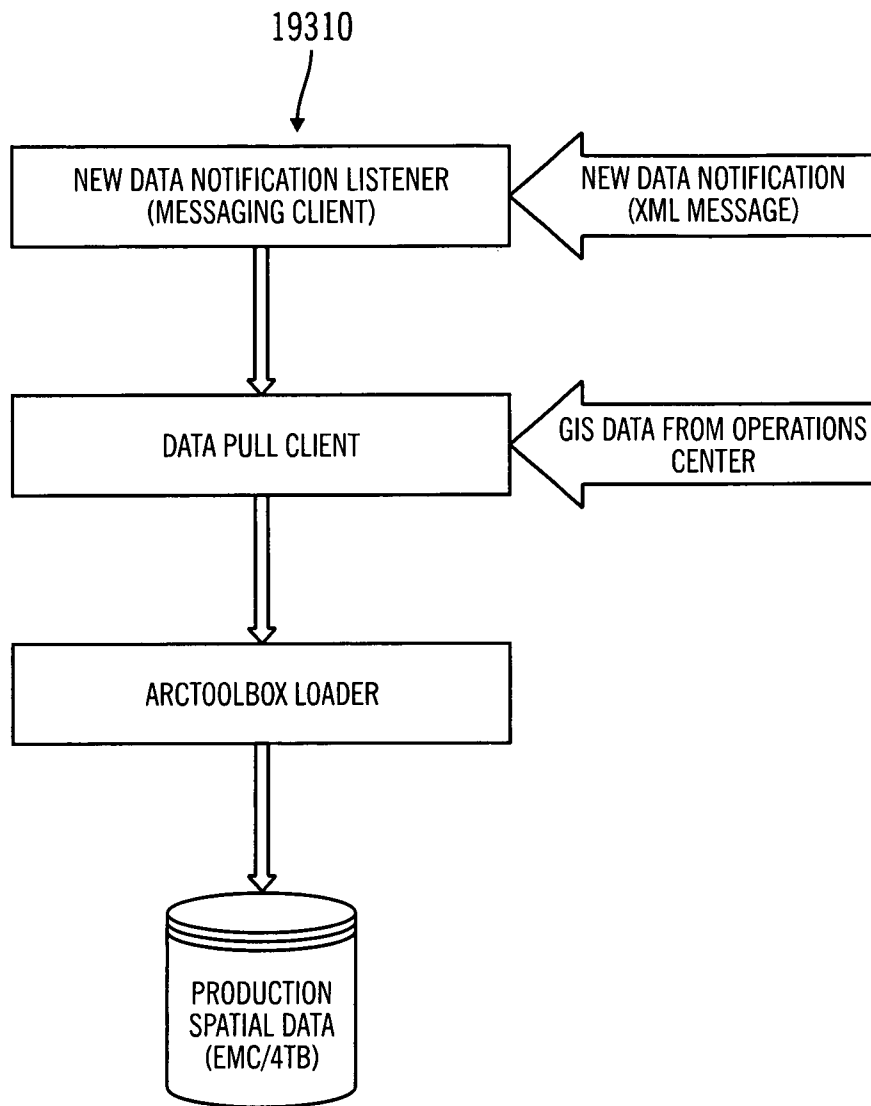 19310
NEW DATA NOTIFICATION LISTENER
(MESSAGING CLIENT)
NEW DATA NOTIFICATION
(XML MESSAGE)
DATA PULL CLIENT
GIS DATA FROM OPERATIONS
CENTER
ARCTOOLBOX LOADER
PRODUCTION
SPATIAL DATA
(EMC/4TB)